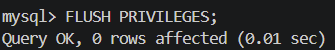 mysql> FLUSH PRIVILEGES;
Query OK, 0 rows affected (0.01 sec)